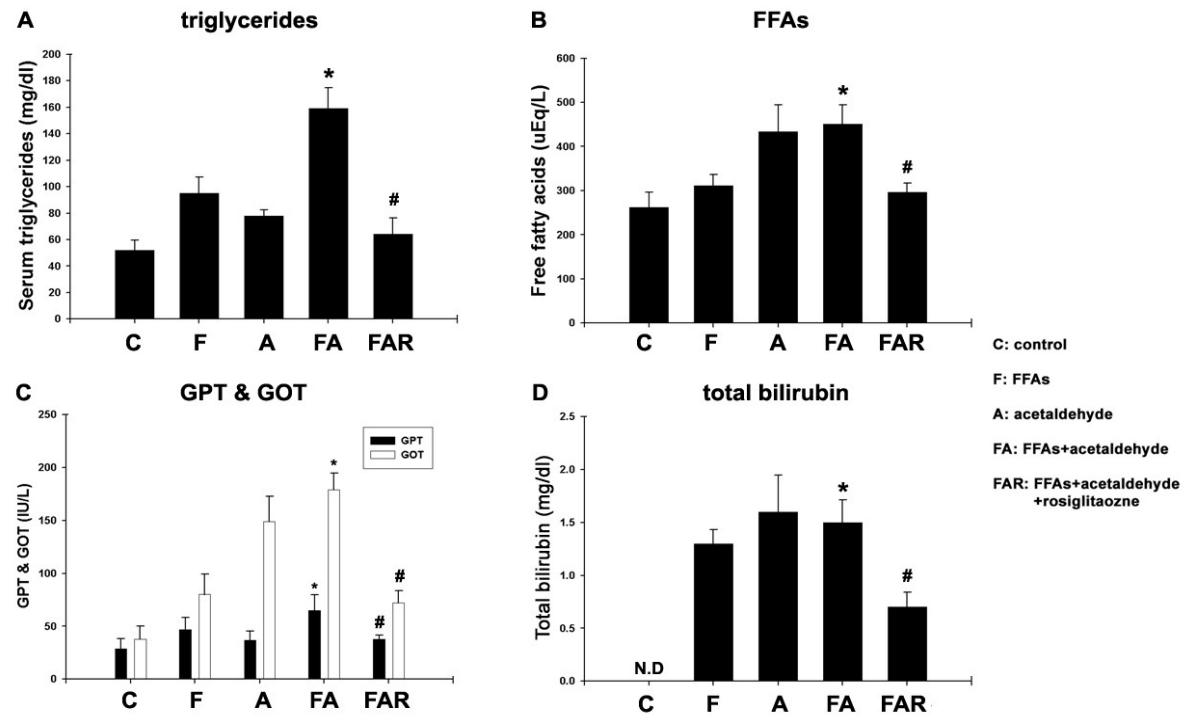 A
triglycerides
Serum triglycerides (mg/dl)
200
180
160
140
120
100
80
60
40
20
0
*
#
C F A FA FAR
B
FFAs
Free fatty acids (uEq/L)
600
500
400
300
200
100
0
*
#
C F A FA FAR
C
GPT & GOT
GPT & GOT (IU/L)
250
200
150
100
50
0
GPT
GOT
*
*
#
#
C F A FA FAR
D
total bilirubin
Total bilirubin (mg/dl)
2.5
2.0
1.5
1.0
0.5
0.0
N.D
*
#
C F A FA FAR
C: control
F: FFAs
A: acetaldehyde
FA: FFAs+acetaldehyde
FAR: FFAs+acetaldehyde
+rosiglitaozne